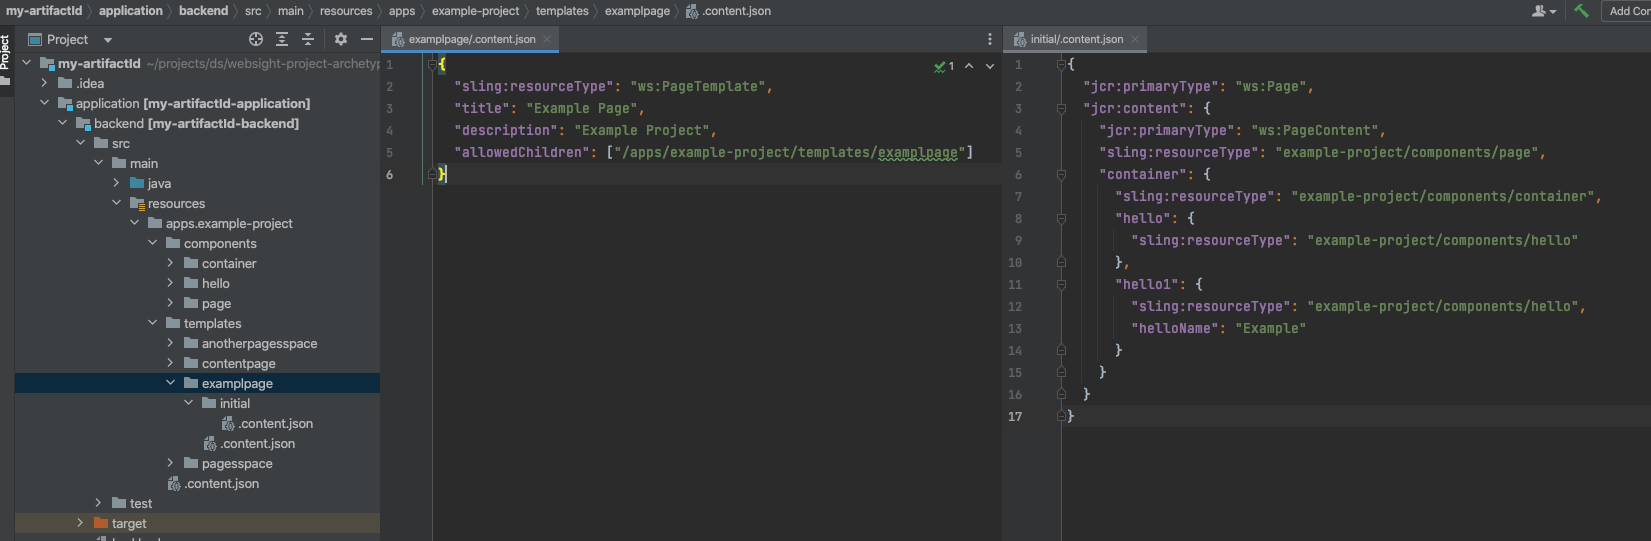 my-artifactId 〉 application 〉 backend 〉 src 〉 main 〉 resources 〉 apps 〉 example-project 〉 templates 〉 examplpage 〉 .content.json
Add Con
Project
Project
my-artifactId ~/projects/ds/websight-project-archetyp
.idea
application [my-artifactId-application]
backend [my-artifactId-backend]
src
main
java
resources
apps.example-project
components
container
hello
page
templates
anotherpagesspace
contentpage
examplpage
initial
.content.json
.content.json
pagesspace
.content.json
test
target
examplpage/.content.json
1
1 {
2 "sling:resourceType": "ws:PageTemplate",
3 "title": "Example Page",
4 "description": "Example Project",
5 "allowedChildren": ["/apps/example-project/templates/examplpage"]
6 }
initial/.content.json
1 {
2 "jcr:primaryType": "ws:Page",
3 "jcr:content": {
4 "jcr:primaryType": "ws:PageContent",
5 "sling:resourceType": "example-project/components/page",
6 "container": {
7 "sling:resourceType": "example-project/components/container",
8 "hello": {
9 "sling:resourceType": "example-project/components/hello"
10 },
11 "hello1": {
12 "sling:resourceType": "example-project/components/hello",
13 "helloName": "Example"
14 }
15 }
16 }
17 }